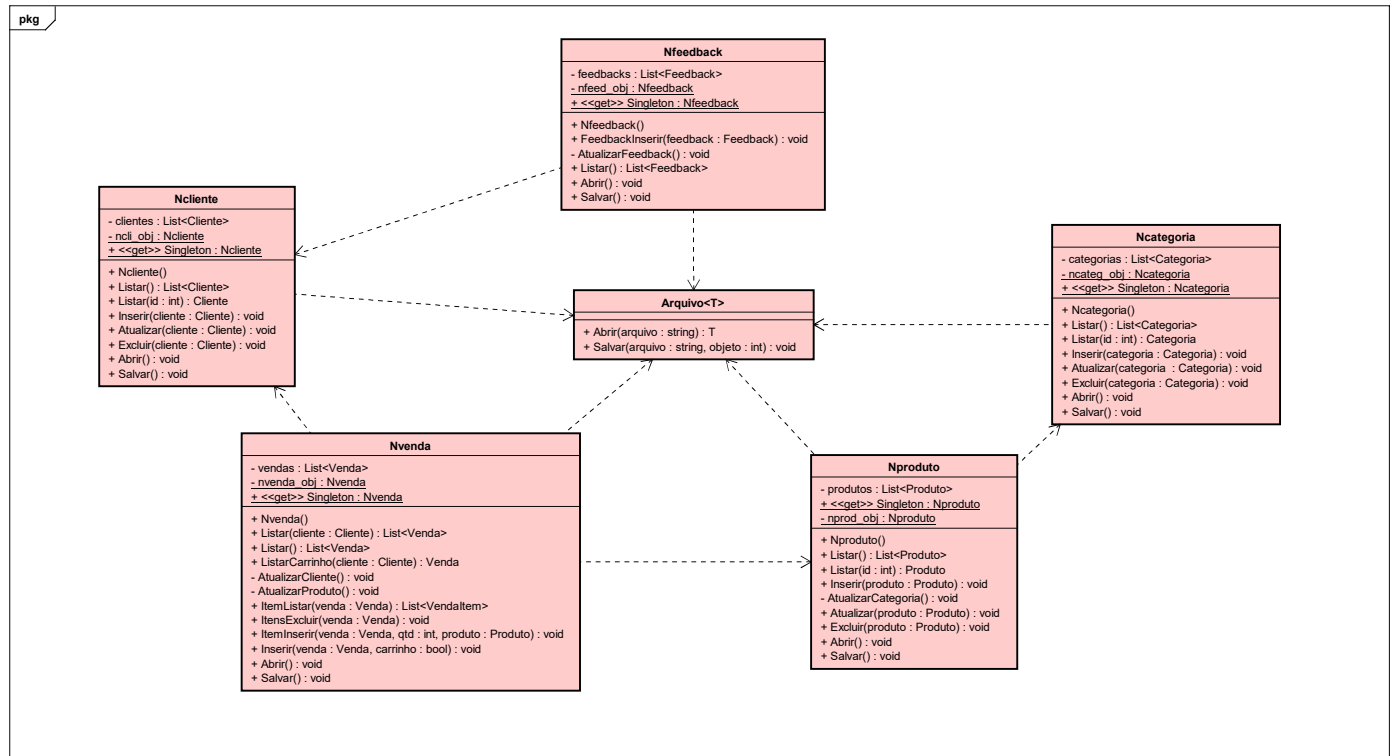 pkg
Nfeedback
- feedbacks : List<Feedback>
- nfeed_obj : Nfeedback
+ <<get>> Singleton : Nfeedback
+ Nfeedback()
+ FeedbackInserir(feedback : Feedback) : void
- AtualizarFeedback() : void
+ Listar() : List<Feedback>
+ Abrir() : void
+ Salvar() : void
Ncliente
- clientes : List<Cliente>
- ncli_obj : Ncliente
+ <<get>> Singleton : Ncliente
+ Ncliente()
+ Listar() : List<Cliente>
+ Listar(id : int) : Cliente
+ Inserir(cliente : Cliente) : void
+ Atualizar(cliente : Cliente) : void
+ Excluir(cliente : Cliente) : void
+ Abrir() : void
+ Salvar() : void
Ncategoria
- categorias : List<Categoria>
- ncateg_obj : Ncategoria
+ <<get>> Singleton : Ncategoria
+ Ncategoria()
+ Listar() : List<Categoria>
+ Listar(id : int) : Categoria
+ Inserir(categoria : Categoria) : void
+ Atualizar(categoria : Categoria) : void
+ Excluir(categoria : Categoria) : void
+ Abrir() : void
+ Salvar() : void
Arquivo<T>
+ Abrir(arquivo : string) : T
+ Salvar(arquivo : string, objeto : int) : void
Nvenda
- vendas : List<Venda>
- nvenda_obj : Nvenda
+ <<get>> Singleton : Nvenda
+ Nvenda()
+ Listar(cliente : Cliente) : List<Venda>
+ Listar() : List<Venda>
+ ListarCarrinho(cliente : Cliente) : Venda
- AtualizarCliente() : void
- AtualizarProduto() : void
+ ItemListar(venda : Venda) : List<VendaItem>
+ ItensExcluir(venda : Venda) : void
+ ItemInserir(venda : Venda, qtd : int, produto : Produto) : void
+ Inserir(venda : Venda, carrinho : bool) : void
+ Abrir() : void
+ Salvar() : void
Nproduto
- produtos : List<Produto>
+ <<get>> Singleton : Nproduto
- nprod_obj : Nproduto
+ Nproduto()
+ Listar() : List<Produto>
+ Listar(id : int) : Produto
+ Inserir(produto : Produto) : void
- AtualizarCategoria() : void
+ Atualizar(produto : Produto) : void
+ Excluir(produto : Produto) : void
+ Abrir() : void
+ Salvar() : void